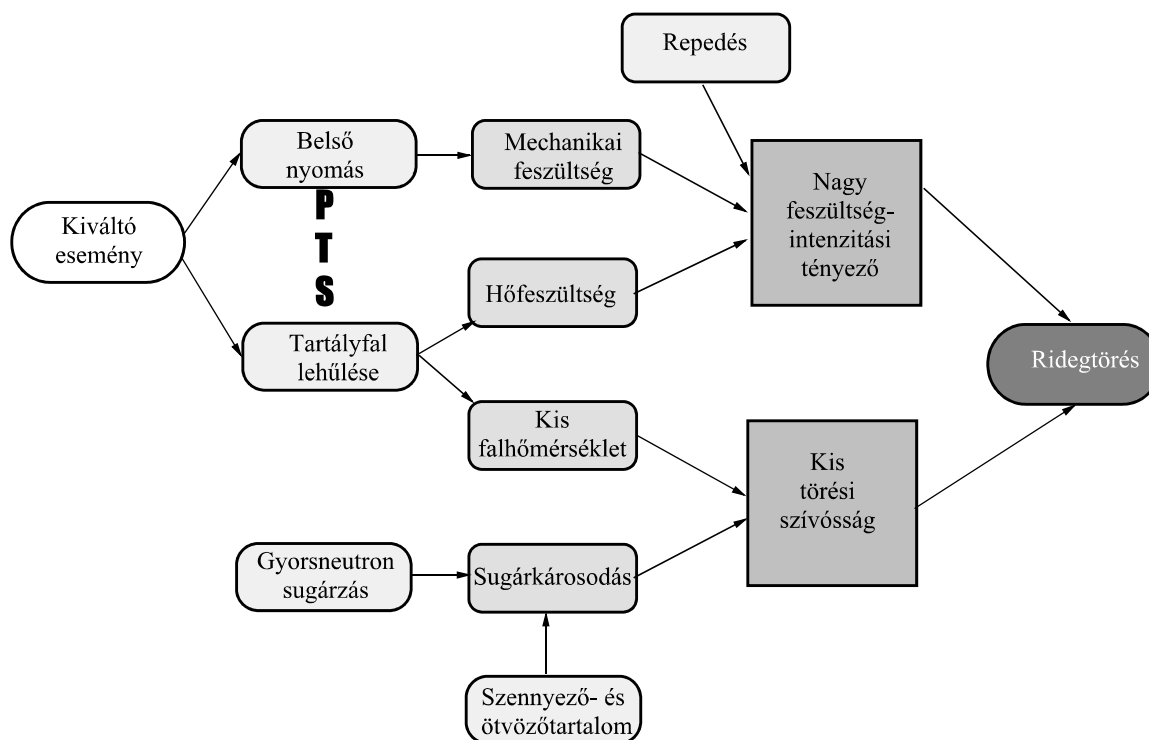 Repedés
Belső
nyomás
Mechanikai
feszültség
Nagy
feszültség-
intenzitási
tényező
P
T
S
Kiváltó
esemény
Hőfeszültség
Tartályfal
lehűlése
Ridegtörés
Kis
falhőmérséklet
Kis
törési
szívósság
Gyorsneutron
sugárzás
Sugárkárosodás
Szennyező- és
ötvözőtartalom